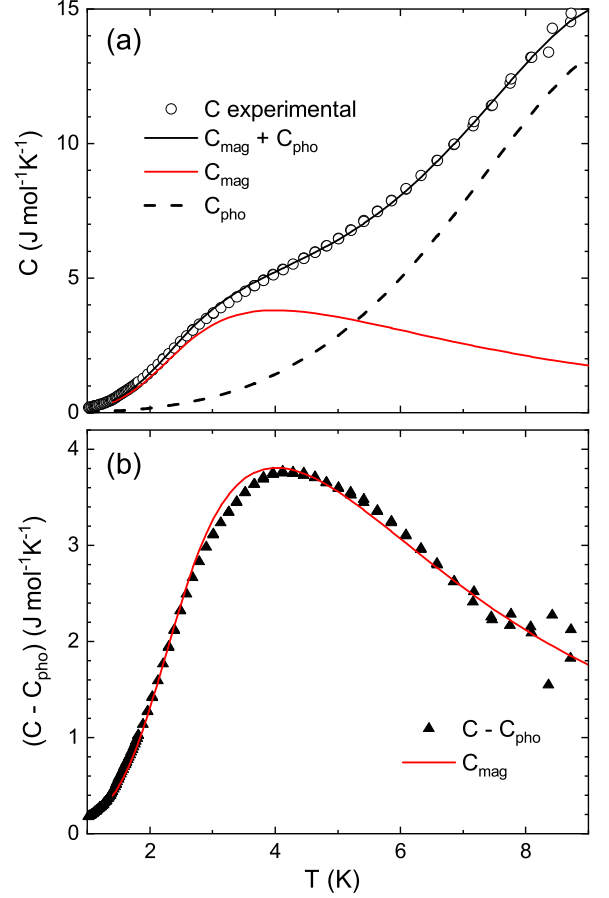 15
(a)
C experimental
C_mag + C_pho
C_mag
C_pho
10
5
0
C (J mol⁻¹K⁻¹)
(b)
4
3
2
1
0
(C - C_pho) (J mol⁻¹K⁻¹)
C - C_pho
C_mag
2 4 6 8
T (K)